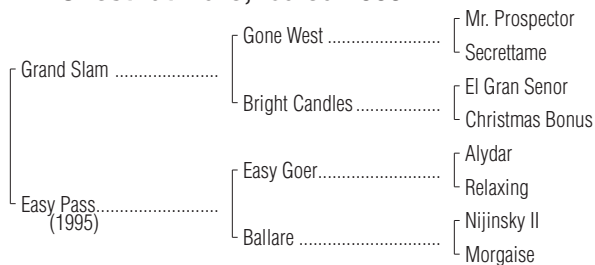 Gone West ........................
Mr. Prospector
Secrettame
Grand Slam ......................
Bright Candles ..................
El Gran Senor
Christmas Bonus
Easy Goer..........................
Alydar
Relaxing
Easy Pass..........................
(1995)
Ballare ..............................
Nijinsky II
Morgaise